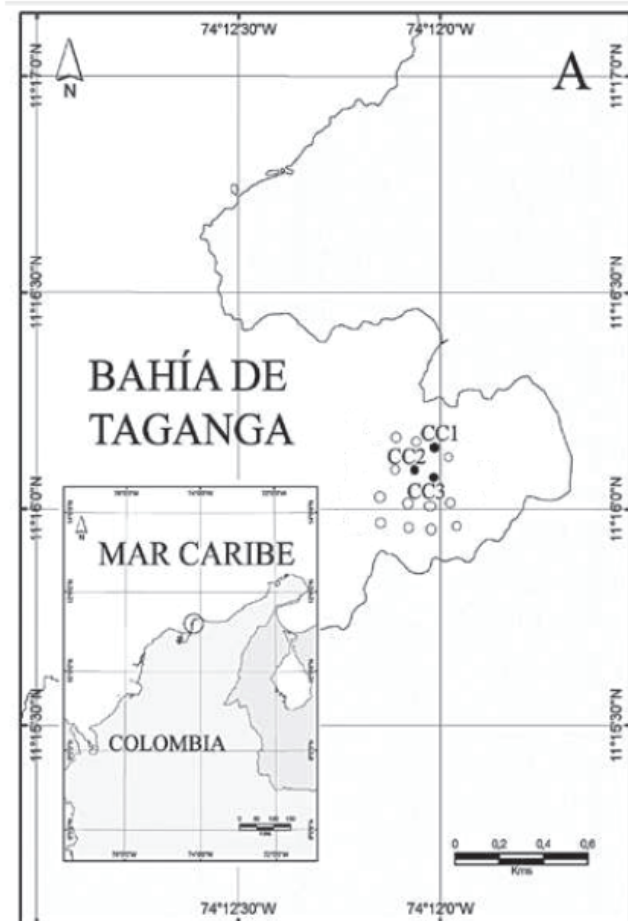 74°12'30"W 74°12'0"W
A
N
11°17'0"N 11°17'0"N
11°16'30"N 11°16'30"N
BAHÍA DE
TAGANGA
CC1
CC2
CC3
11°16'0"N 11°16'0"N
MAR CARIBE
COLOMBIA
Kms
11°15'30"N 11°15'30"N
0 0,2 0,4 0,6
Kms
74°12'30"W 74°12'0"W